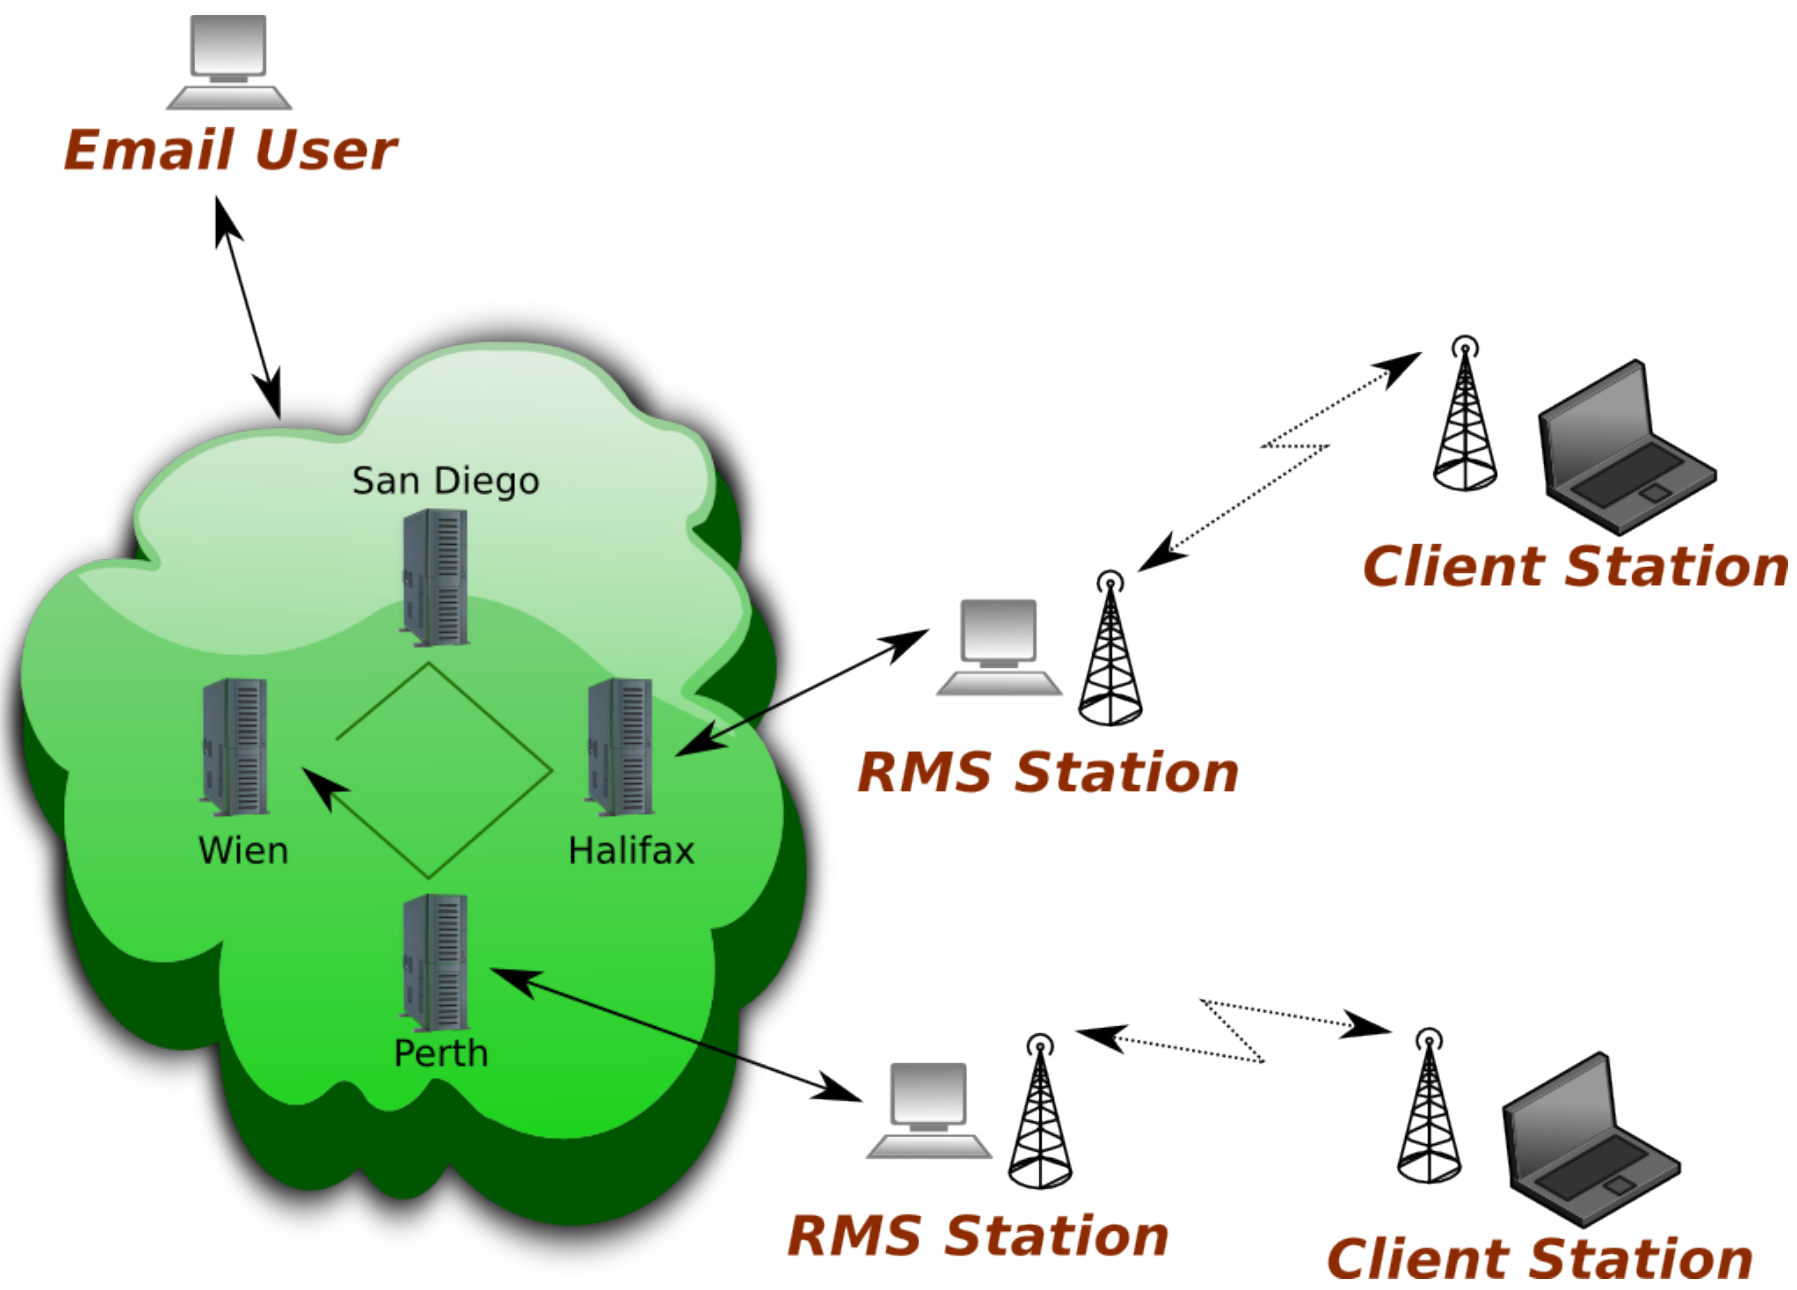 Email User
San Diego
Wien
Halifax
Perth
RMS Station
Client Station
RMS Station
Client Station